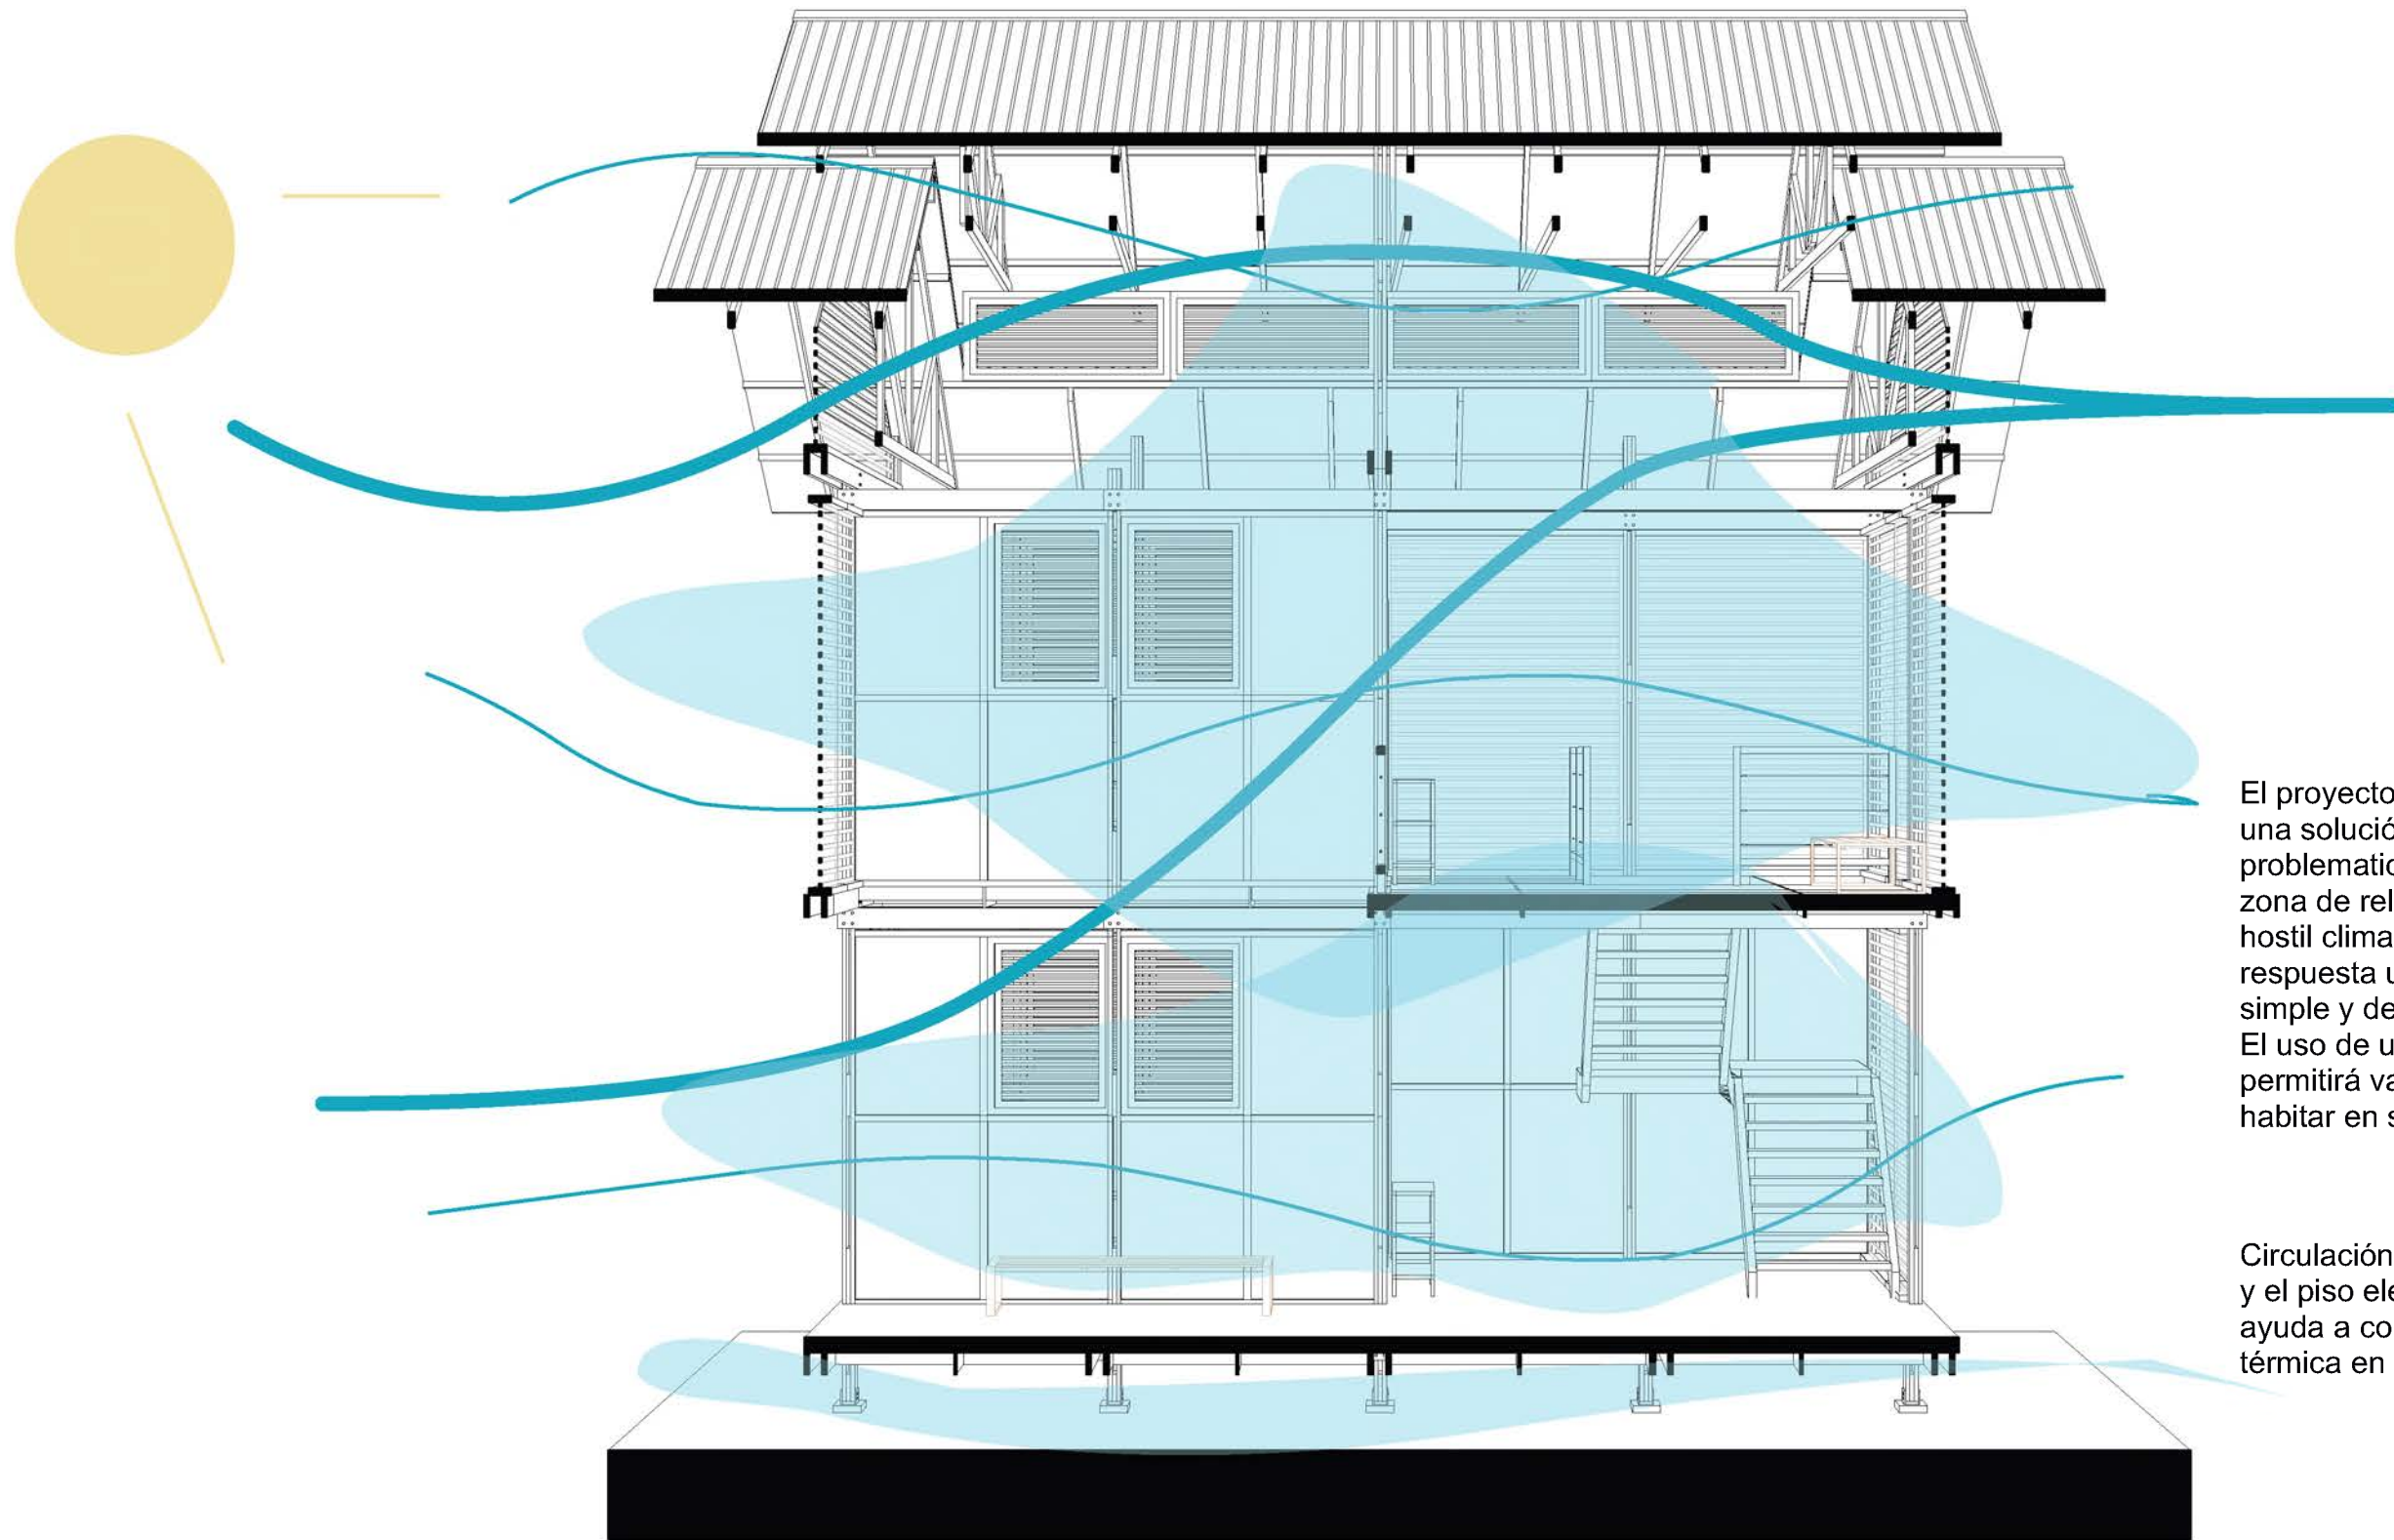 El proyecto
una solució
problematic
zona de rel
hostil clima
respuesta u
simple y de
El uso de u
permitirá va
habitar en s
Circulación
y el piso ele
ayuda a co
térmica en